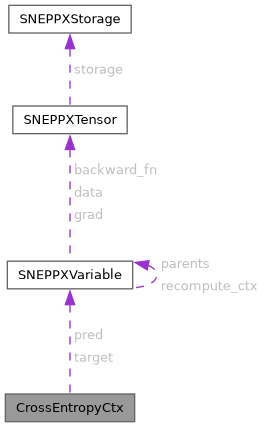 SNEPPXStorage
storage
SNEPPXTensor
backward_fn
data
grad
SNEPPXVariable
parents
recompute_ctx
pred
target
CrossEntropyCtx